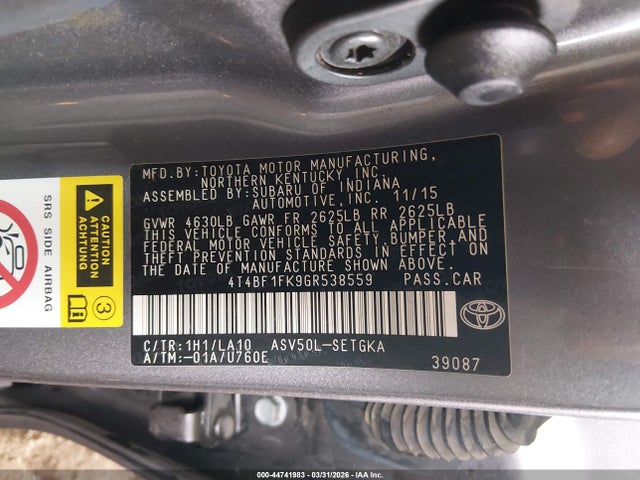 MFD.BY:TOYOTA MOTOR MANUFACTURING,
NORTHERN KENTUCKY,INC.
ASSEMBLED BY:SUBARU OF INDIANA
AUTOMOTIVE,INC. 11/15
GVWR 4630LB GAWR FR 2625LB RR 2625LB
THIS VEHICLE CONFORMS TO ALL APPLICABLE
FEDERAL MOTOR VEHICLE SAFETY,BUMPER,AND
THEFT PREVENTION STANDARDS IN EFFECT ON
THE DATE OF MANUFACTURE SHOWN ABOVE.
4T4BF1FK9GR538559 PASS.CAR
C/TR:1H1/LA10 ASV50L-SETGKA
A/TM:-01A/U760E
39087
TOYOTA
SRS SIDE AIRBAG
CAUTION
ATTENTION
ACHTUNG
3
000-44741983 - 03/31/2026 - IAA Corp.